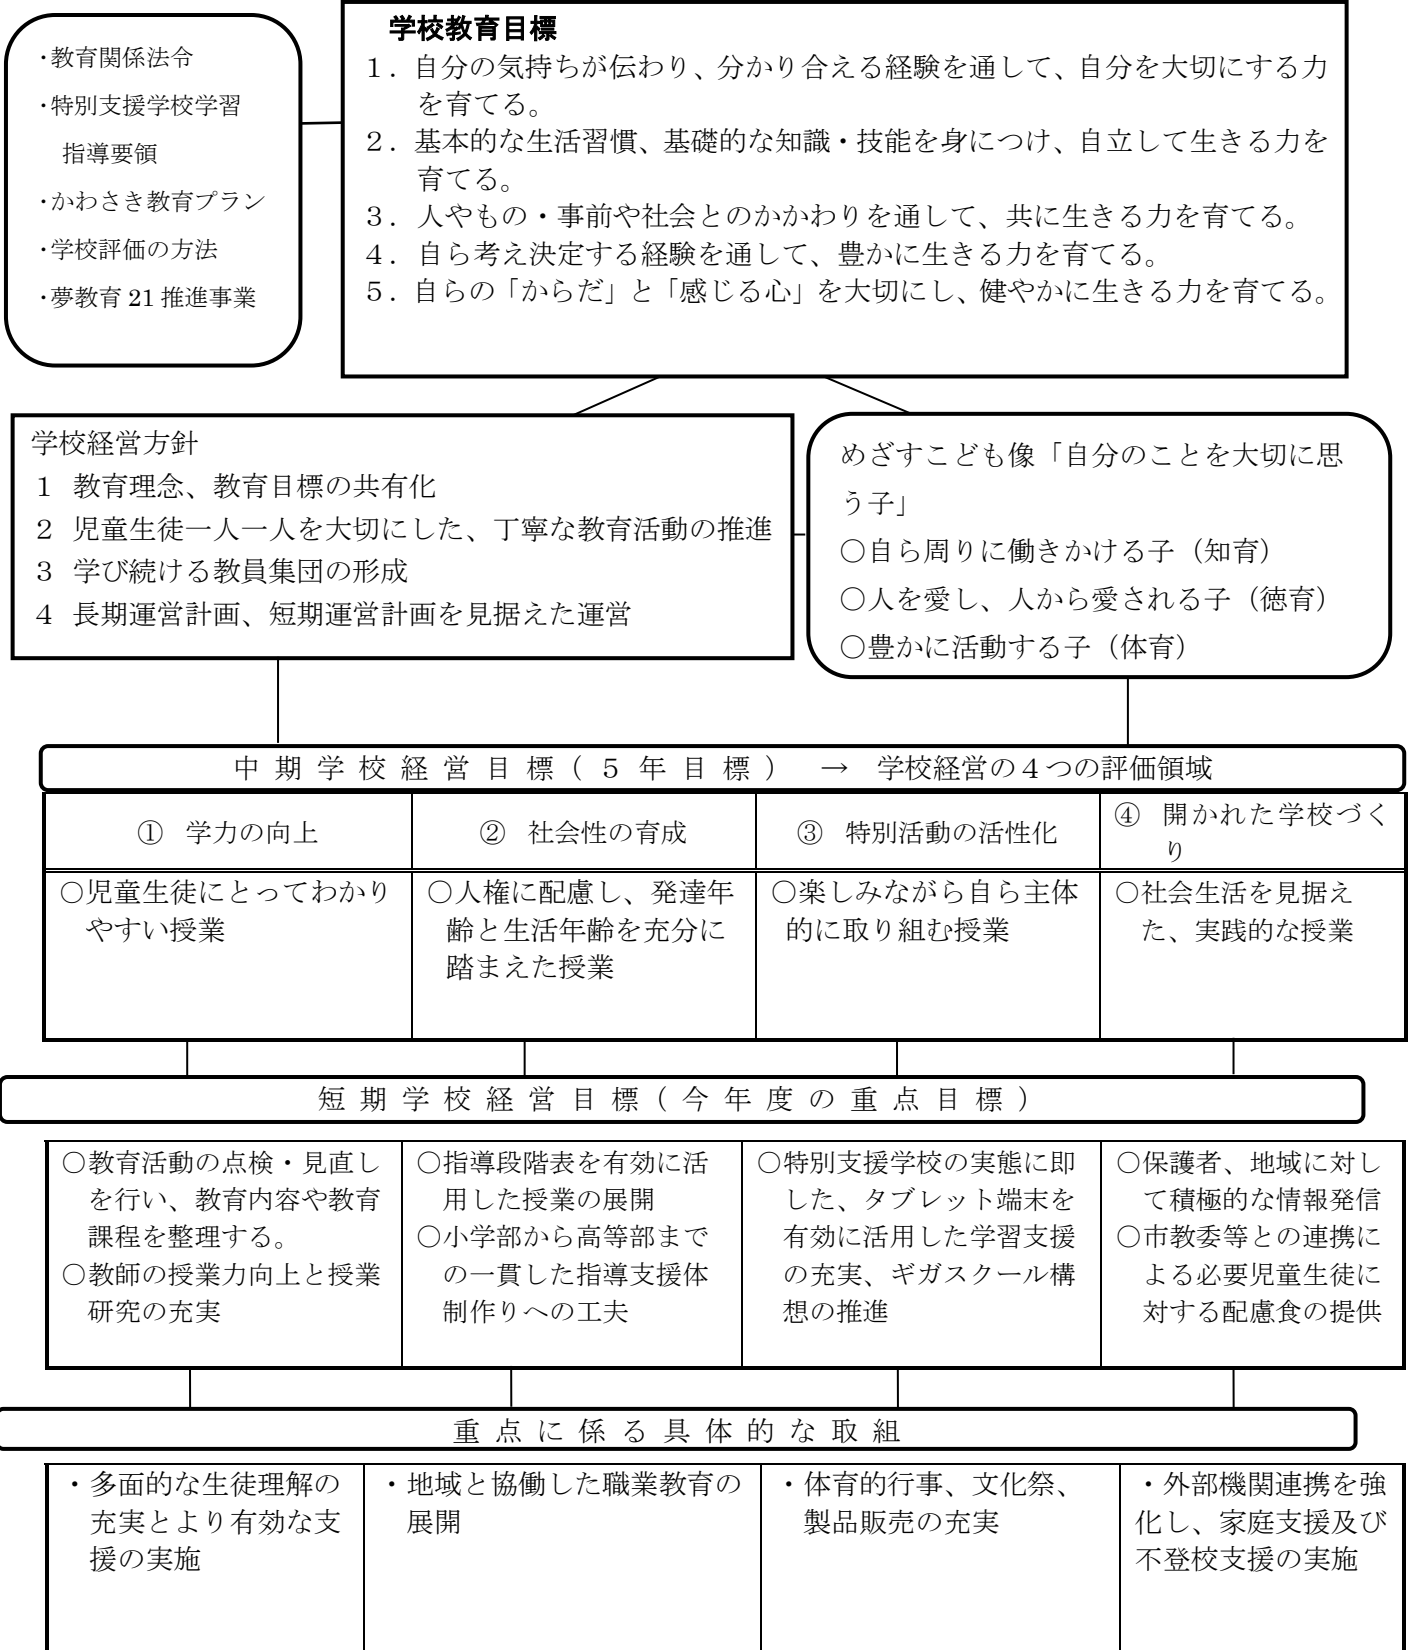 ・教育関係法令
・特別支援学校学習
指導要領
・かわさき教育プラン
・学校評価の方法
・夢教育 21 推進事業
学校教育目標
１．自分の気持ちが伝わり、分かり合える経験を通して、自分を大切にする力
を育てる。
２．基本的な生活習慣、基礎的な知識・技能を身につけ、自立して生きる力を
育てる。
３．人やもの・事前や社会とのかかわりを通して、共に生きる力を育てる。
４．自ら考え決定する経験を通して、豊かに生きる力を育てる。
５．自らの「からだ」と「感じる心」を大切にし、健やかに生きる力を育てる。
学校経営方針
１ 教育理念、教育目標の共有化
２ 児童生徒一人一人を大切にした、丁寧な教育活動の推進
３ 学び続ける教員集団の形成
４ 長期運営計画、短期運営計画を見据えた運営
めざすこども像「自分のことを大切に思
う子」
○自ら周りに働きかける子（知育）
○人を愛し、人から愛される子（徳育）
○豊かに活動する子（体育）
中 期 学 校 経 営 目 標（ ５ 年 目 標 ） → 学校経営の４つの評価領域
① 学力の向上
② 社会性の育成
③ 特別活動の活性化
④ 開かれた学校づく
り
○児童生徒にとってわかり
やすい授業
○人権に配慮し、発達年
齢と生活年齢を充分に
踏まえた授業
○楽しみながら自ら主体
的に取り組む授業
○社会生活を見据え
た、実践的な授業
短 期 学 校 経 営 目 標（ 今 年 度 の 重 点 目 標 ）
○教育活動の点検・見直し
を行い、教育内容や教育
課程を整理する。
○教師の授業力向上と授業
研究の充実
○指導段階表を有効に活
用した授業の展開
○小学部から高等部まで
の一貫した指導支援体
制作りへの工夫
○特別支援学校の実態に即
した、タブレット端末を
有効に活用した学習支援
の充実、ギガスクール構
想の推進
○保護者、地域に対し
て積極的な情報発信
○市教委等との連携に
よる必要児童生徒に
対する配慮食の提供
重 点 に 係 る 具 体 的 な 取 組
・多面的な生徒理解の
充実とより有効な支
援の実施
・地域と協働した職業教育の
展開
・体育的行事、文化祭、
製品販売の充実
・外部機関連携を強
化し、家庭支援及び
不登校支援の実施